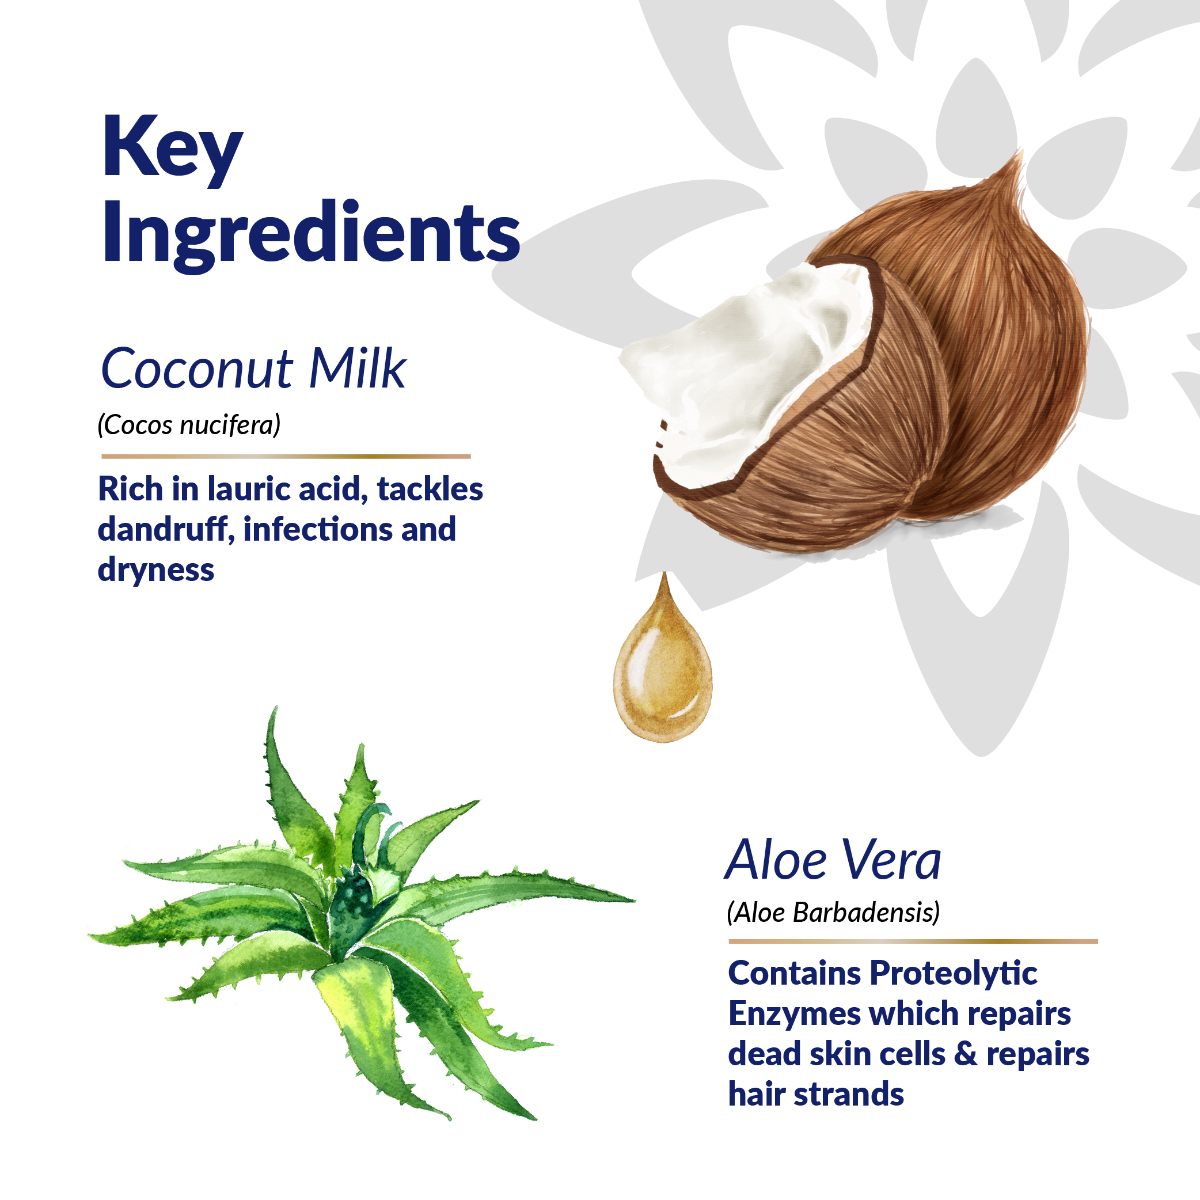 Key
Ingredients
Coconut Milk
(Cocos nucifera)
Rich in lauric acid, tackles
dandruff, infections and
dryness
Aloe Vera
(Aloe Barbadensis)
Contains Proteolytic
Enzymes which repairs
dead skin cells & repairs
hair strands